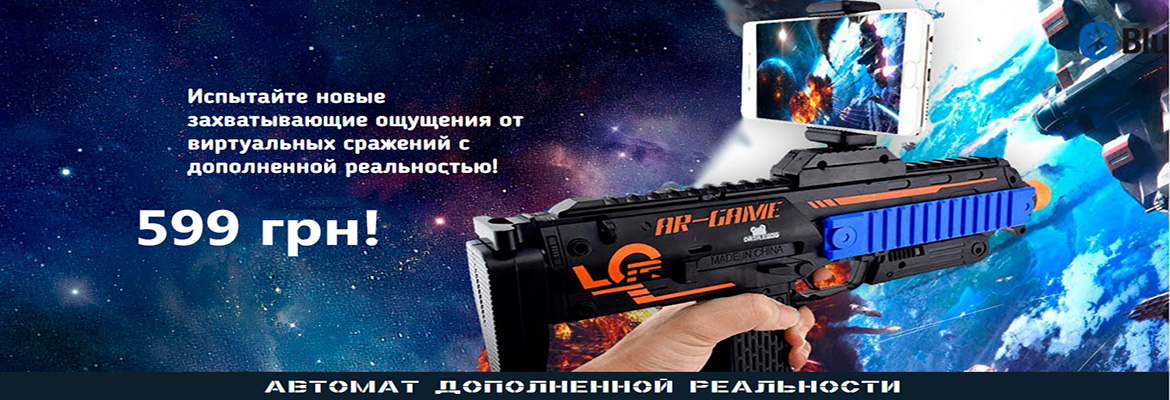 Испытайте новые
захватывающие ощущения от
виртуальных сражений с
дополненной реальностью!
599 грн!
Blu
AR-GAME
MADE IN CHINA
АВТОМАТ ДОПОЛНЕННОЙ РЕАЛЬНОСТИ